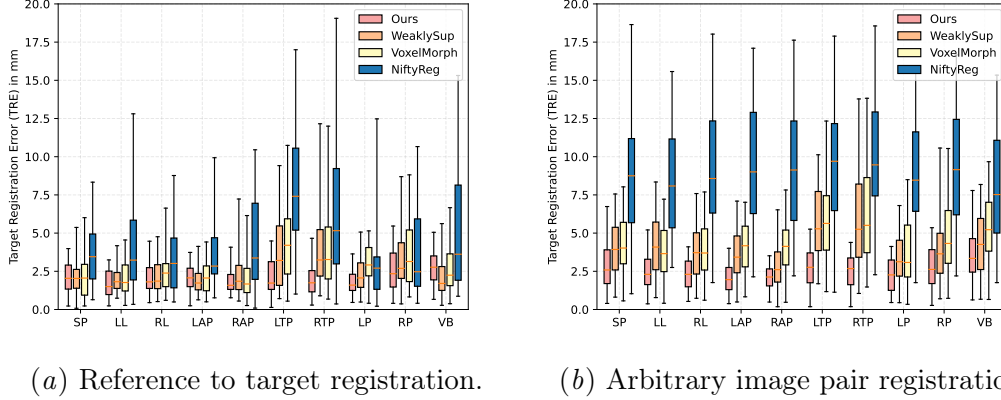 20.0
17.5
15.0
12.5
10.0
7.5
5.0
2.5
0.0
Target Registration Error (TRE) in mm
Ours
WeaklySup
VoxelMorph
NiftyReg
SP LL RL LAP RAP LTP RTP LP RP VB
(a) Reference to target registration.
20.0
17.5
15.0
12.5
10.0
7.5
5.0
2.5
0.0
Target Registration Error (TRE) in mm
Ours
WeaklySup
VoxelMorph
NiftyReg
SP LL RL LAP RAP LTP RTP LP RP VB
(b) Arbitrary image pair registratio